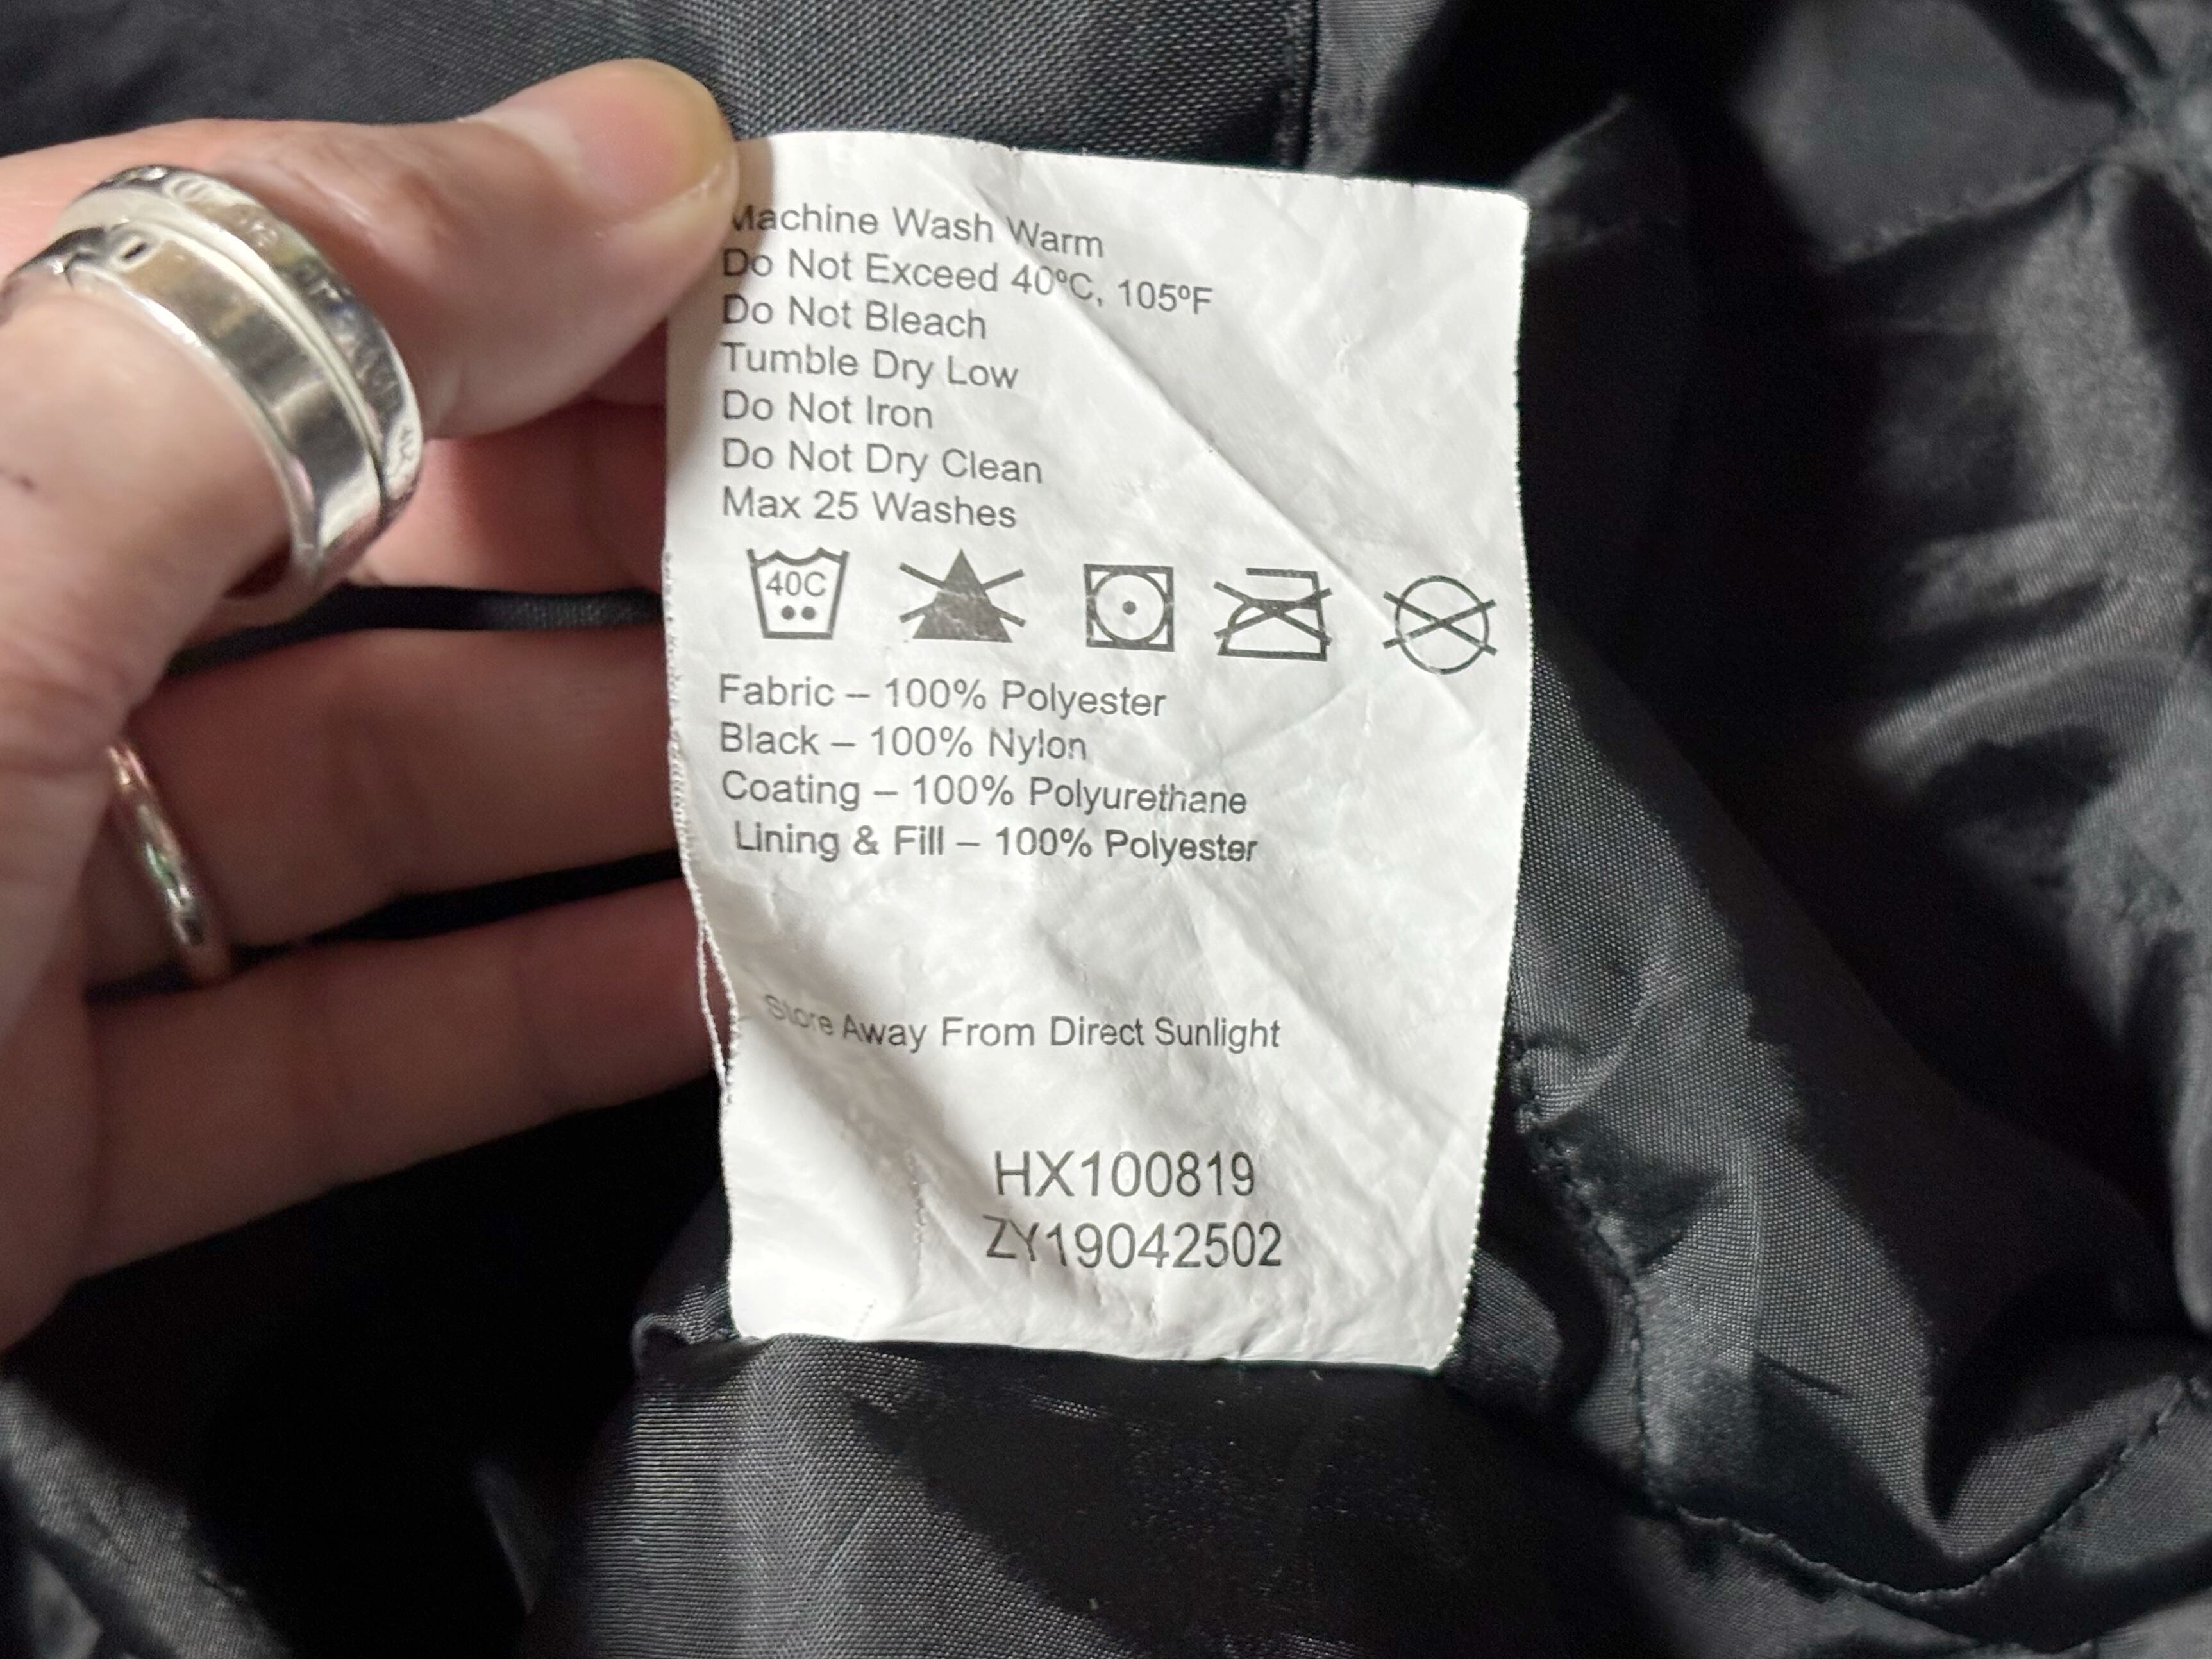 Machine Wash Warm
Do Not Exceed 40ºC, 105ºF
Do Not Bleach
Tumble Dry Low
Do Not Iron
Do Not Dry Clean
Max 25 Washes
40C
Fabric – 100% Polyester
Black – 100% Nylon
Coating – 100% Polyurethane
Lining & Fill – 100% Polyester
Store Away From Direct Sunlight
HX100819
ZY19042502